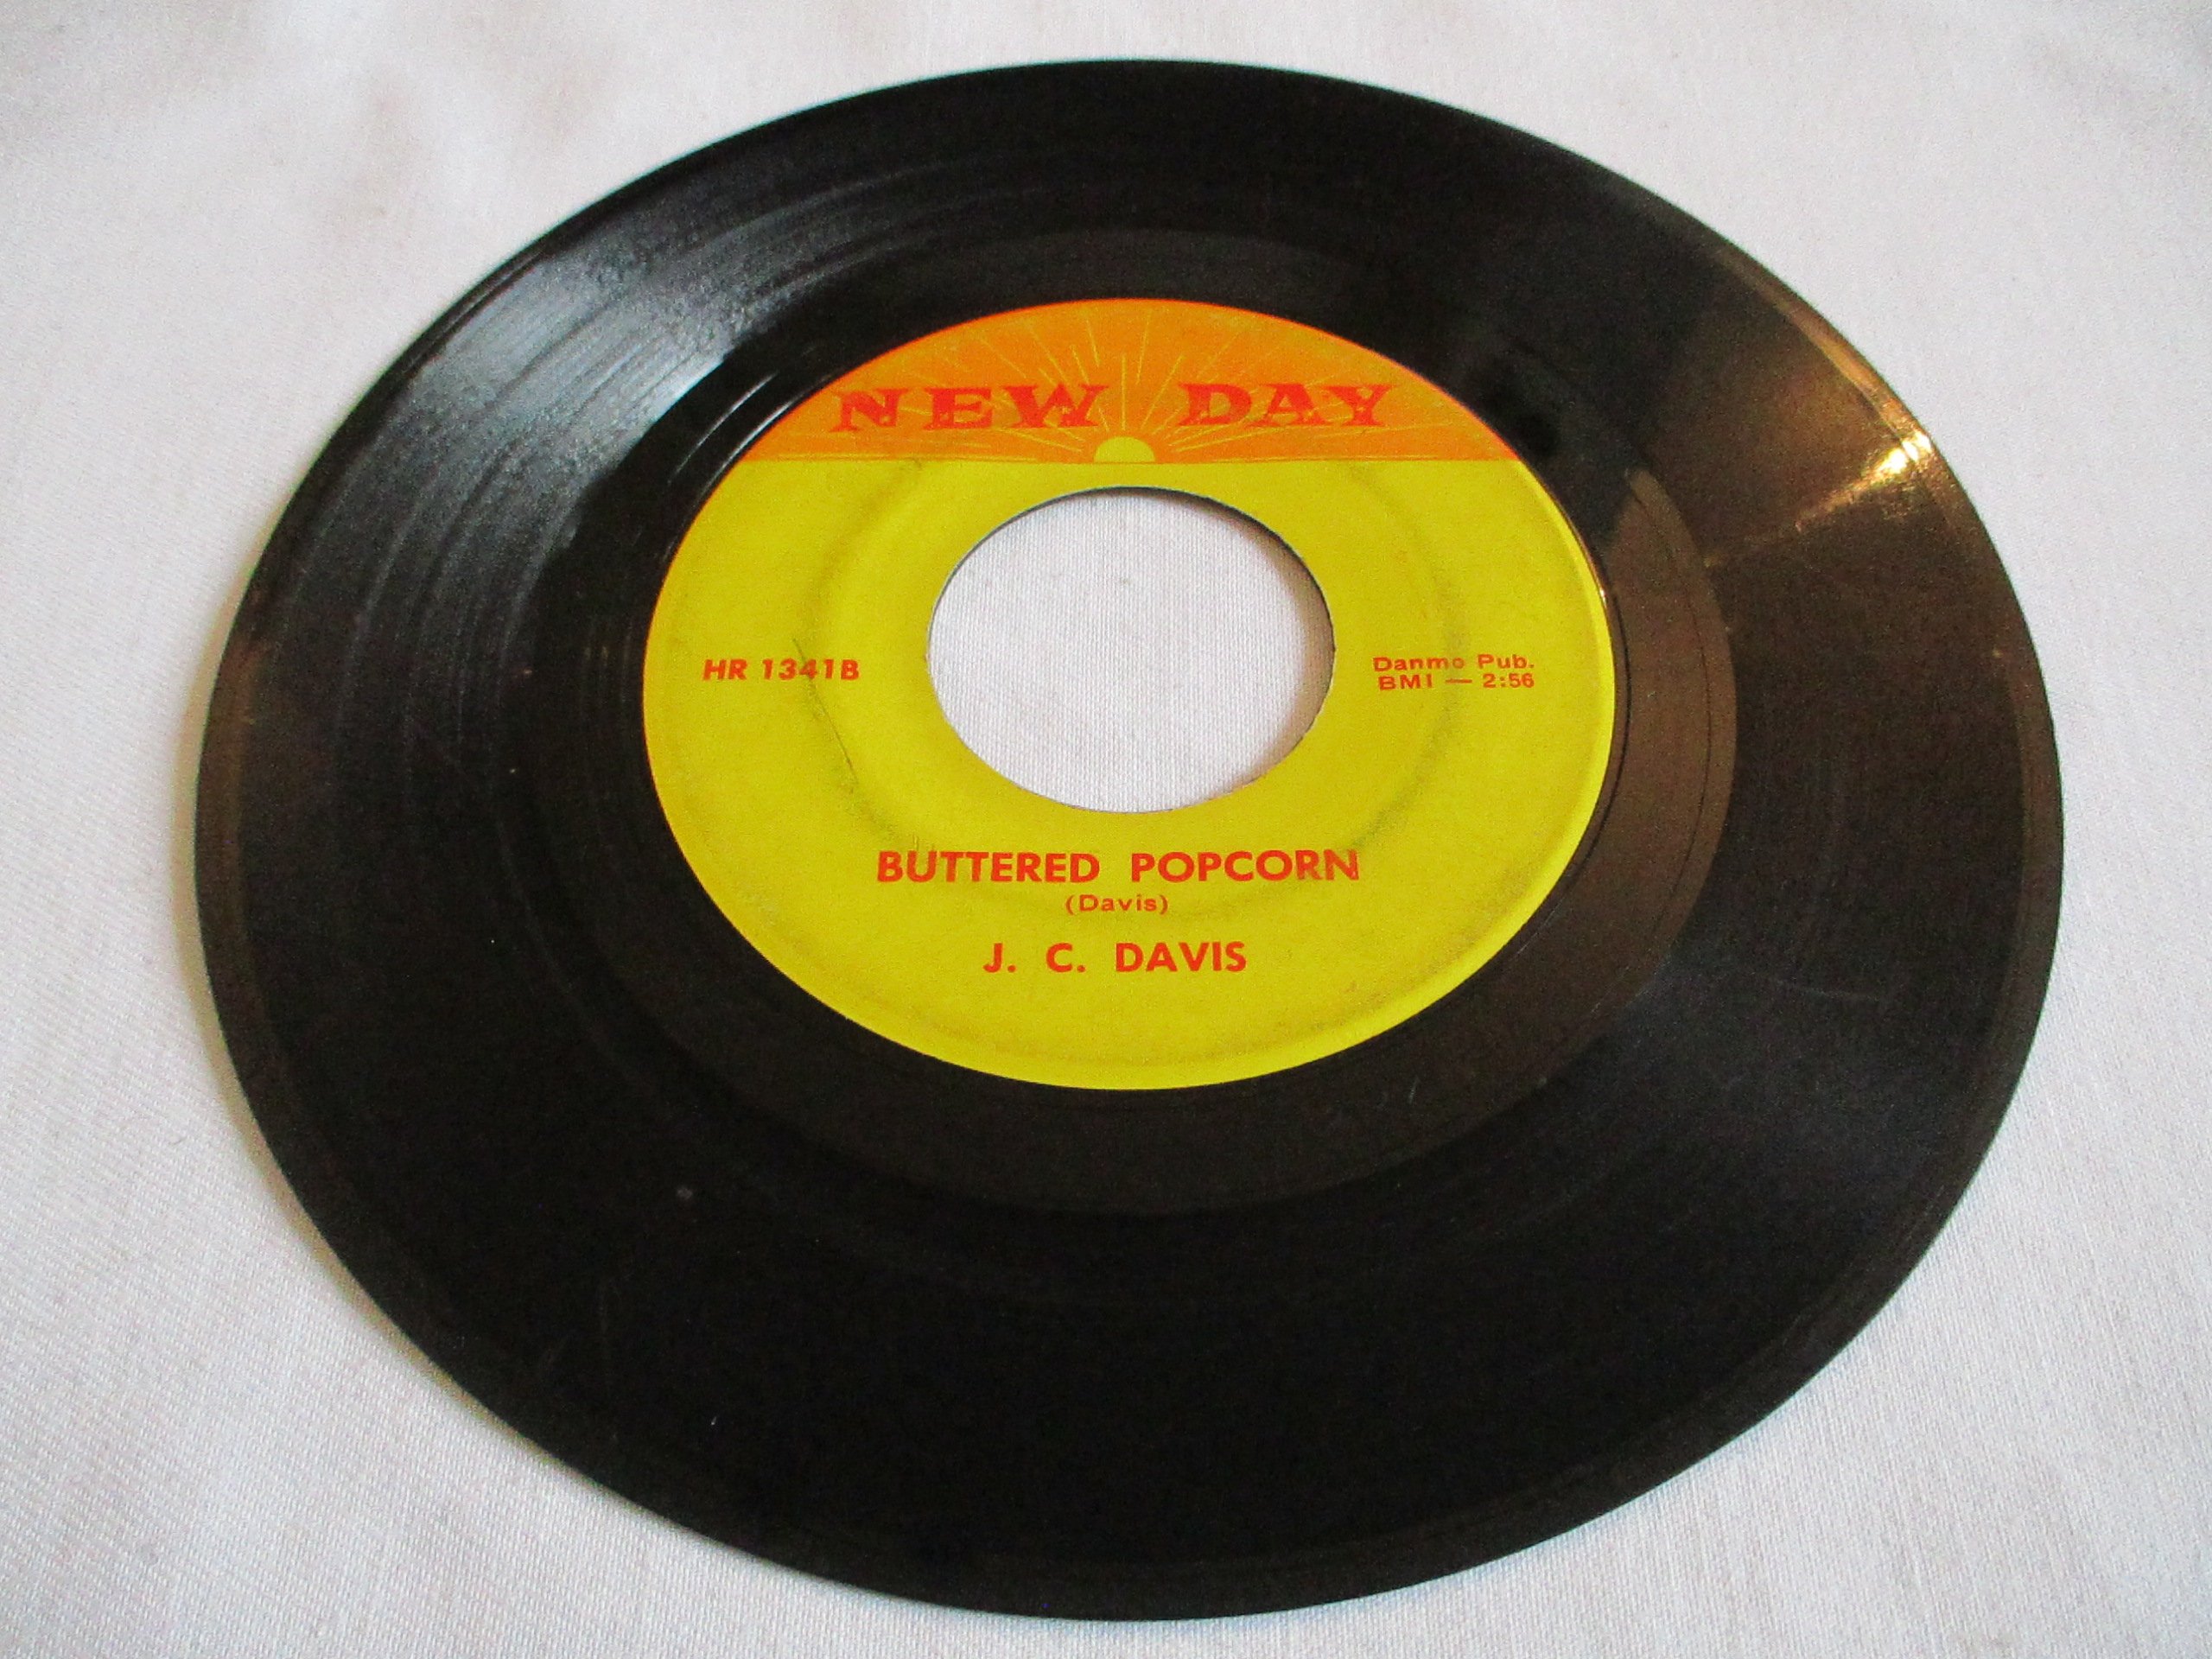 NEW DAY
HR 1341B
Danmo Pub.
BMI — 2:56
BUTTERED POPCORN
(Davis)
J. C. DAVIS